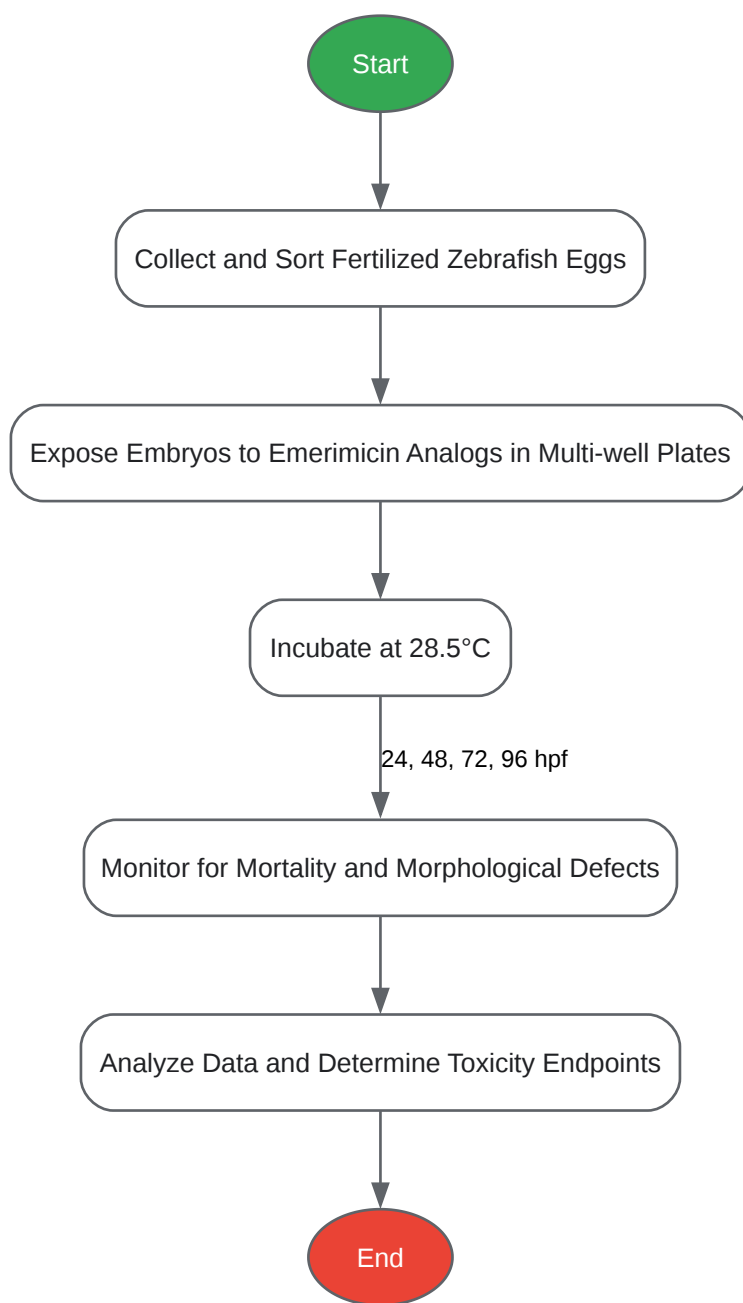 Start
Collect and Sort Fertilized Zebrafish Eggs
Expose Embryos to Emerimicin Analogs in Multi-well Plates
Incubate at 28.5°C
24, 48, 72, 96 hpf
Monitor for Mortality and Morphological Defects
Analyze Data and Determine Toxicity Endpoints
End